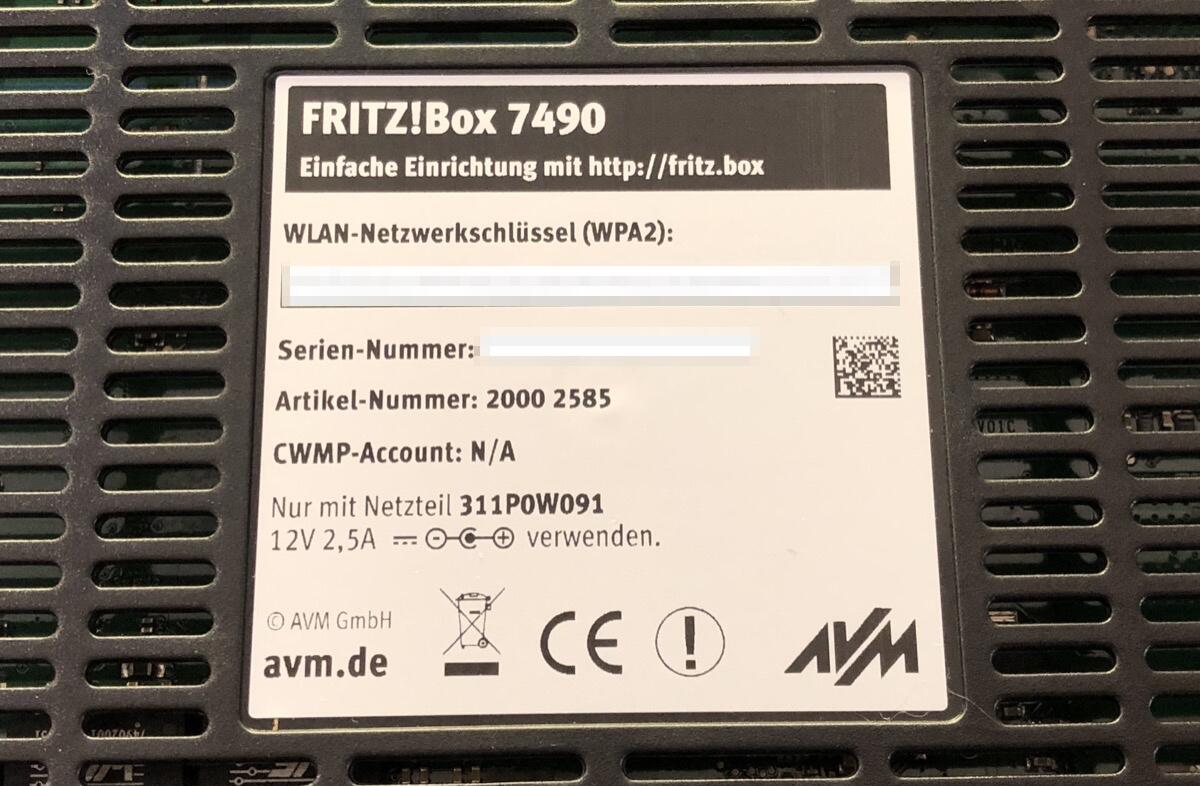 FRITZ!Box 7490
Einfache Einrichtung mit http://fritz.box
WLAN-Netzwerkschlüssel (WPA2):
Serien-Nummer:
Artikel-Nummer: 2000 2585
CWMP-Account: N/A
Nur mit Netzteil 311P0W091
12V 2,5A verwenden.
© AVM GmbH
avm.de
CE
AVM